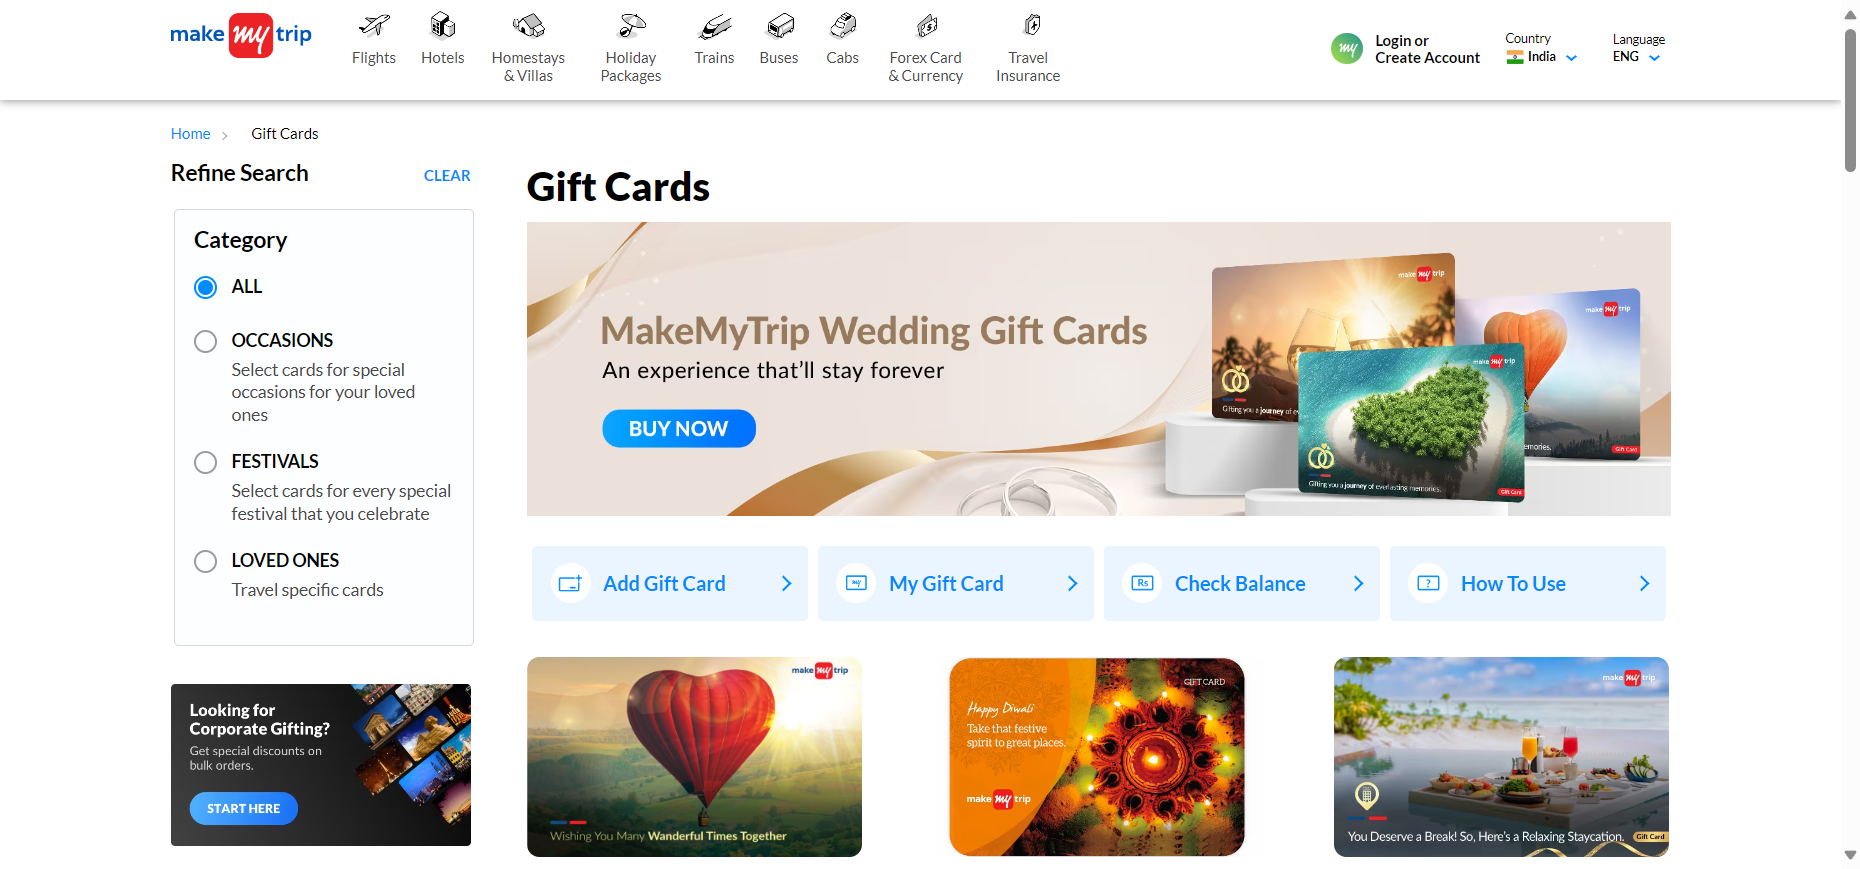 make my trip
Flights
Hotels
Homestays
& Villas
Holiday
Packages
Trains
Buses
Cabs
Forex Card
& Currency
Travel
Insurance
my
Login or
Create Account
Country
India
Language
ENG
Home
Gift Cards
Refine Search
CLEAR
Category
ALL
OCCASIONS
Select cards for special
occasions for your loved
ones
FESTIVALS
Select cards for every special
festival that you celebrate
LOVED ONES
Travel specific cards
Looking for
Corporate Gifting?
Get special discounts on
bulk orders.
START HERE
Gift Cards
MakeMyTrip Wedding Gift Cards
An experience that'll stay forever
BUY NOW
make my trip
Gifting you a journey of
make my trip
emories.
Gift Card
make my trip
Gifting you a journey of everlasting memories.
Gift Card
Add Gift Card
my
My Gift Card
Rs
Check Balance
?
How To Use
make my trip
Wishing You Many Wanderful Times Together
GIFT CARD
Happy Diwali
Take that festive
spirit to great places.
make my trip
make my trip
You Deserve a Break! So, Here's a Relaxing Staycation.
Gift Card